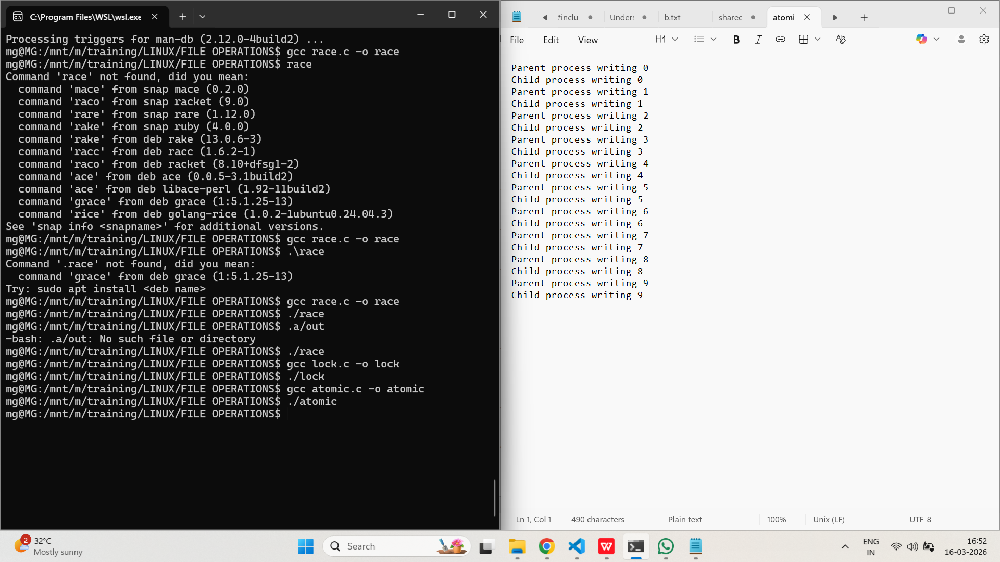 C:\Program Files\WSL\wsl.exe
Processing triggers for man-db (2.12.0-4build2) ...
mg@MG:/mnt/m/training/LINUX/FILE OPERATIONS$ gcc race.c -o race
mg@MG:/mnt/m/training/LINUX/FILE OPERATIONS$ race
Command 'race' not found, did you mean:
  command 'mace' from snap mace (0.2.0)
  command 'raco' from snap racket (9.0)
  command 'rare' from snap rare (1.12.0)
  command 'rake' from snap ruby (4.0.0)
  command 'rake' from deb rake (13.0.6-3)
  command 'racc' from deb racc (1.6.2-1)
  command 'raco' from deb racket (8.10+dfsg1-2)
  command 'ace' from deb ace (0.0.5-3.1build2)
  command 'ace' from deb libace-perl (1.92-11build2)
  command 'grace' from deb grace (1:5.1.25-13)
  command 'rice' from deb golang-rice (1.0.2-1ubuntu0.24.04.3)
See 'snap info <snapname>' for additional versions.
mg@MG:/mnt/m/training/LINUX/FILE OPERATIONS$ gcc race.c -o race
mg@MG:/mnt/m/training/LINUX/FILE OPERATIONS$ .\race
Command '.race' not found, did you mean:
  command 'grace' from deb grace (1:5.1.25-13)
Try: sudo apt install <deb name>
mg@MG:/mnt/m/training/LINUX/FILE OPERATIONS$ gcc race.c -o race
mg@MG:/mnt/m/training/LINUX/FILE OPERATIONS$ ./race
mg@MG:/mnt/m/training/LINUX/FILE OPERATIONS$ .a/out
-bash: .a/out: No such file or directory
mg@MG:/mnt/m/training/LINUX/FILE OPERATIONS$ ./race
mg@MG:/mnt/m/training/LINUX/FILE OPERATIONS$ gcc lock.c -o lock
mg@MG:/mnt/m/training/LINUX/FILE OPERATIONS$ ./lock
mg@MG:/mnt/m/training/LINUX/FILE OPERATIONS$ gcc atomic.c -o atomic
mg@MG:/mnt/m/training/LINUX/FILE OPERATIONS$ ./atomic
mg@MG:/mnt/m/training/LINUX/FILE OPERATIONS$
#inclu Unders b.txt shared atomi
File Edit View H1 B I
Parent process writing 0
Child process writing 0
Parent process writing 1
Child process writing 1
Parent process writing 2
Child process writing 2
Parent process writing 3
Child process writing 3
Parent process writing 4
Child process writing 4
Parent process writing 5
Child process writing 5
Parent process writing 6
Child process writing 6
Parent process writing 7
Child process writing 7
Parent process writing 8
Child process writing 8
Parent process writing 9
Child process writing 9
Ln 1, Col 1 490 characters Plain text 100% Unix (LF) UTF-8
2
32°C
Mostly sunny
Search
ENG
IN
16:52
16-03-2026